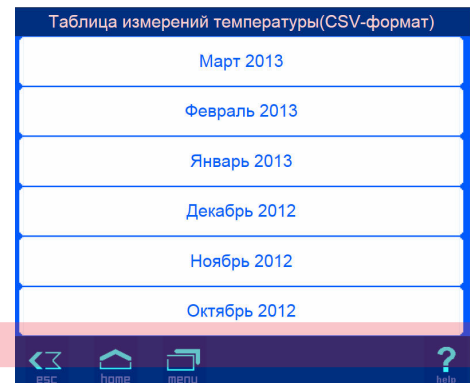 Таблица измерений температуры(CSV-формат)
Март 2013
Февраль 2013
Январь 2013
Декабрь 2012
Ноябрь 2012
Октябрь 2012
esc home menu help